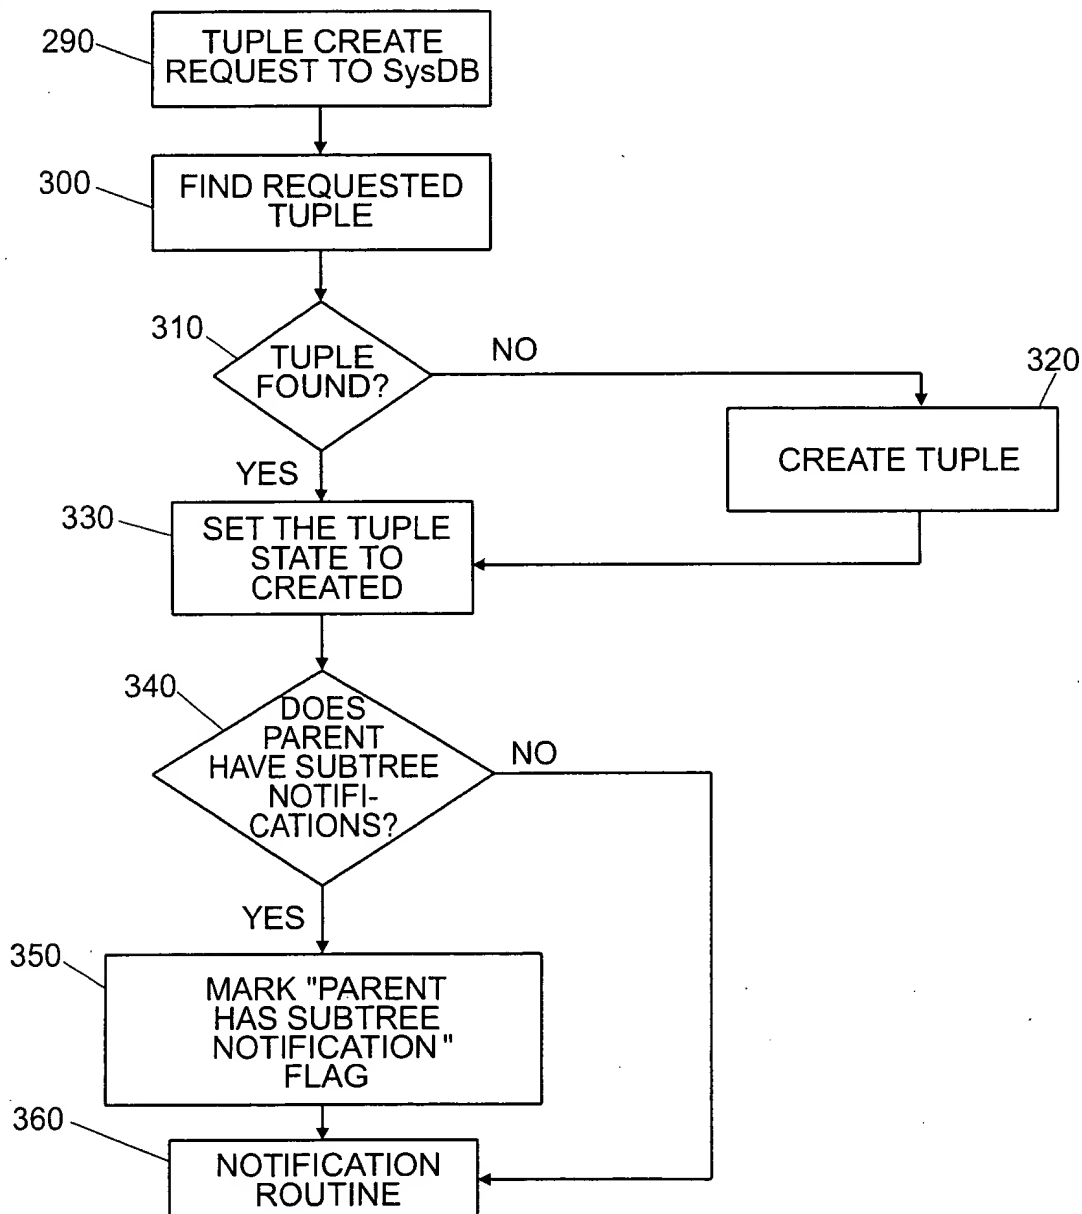 290
TUPLE CREATE
REQUEST TO SysDB
300
FIND REQUESTED
TUPLE
310
TUPLE
FOUND?
NO
320
CREATE TUPLE
YES
330
SET THE TUPLE
STATE TO
CREATED
340
DOES
PARENT
HAVE SUBTREE
NOTIFI-
CATIONS?
NO
YES
350
MARK "PARENT
HAS SUBTREE
NOTIFICATION"
FLAG
360
NOTIFICATION
ROUTINE